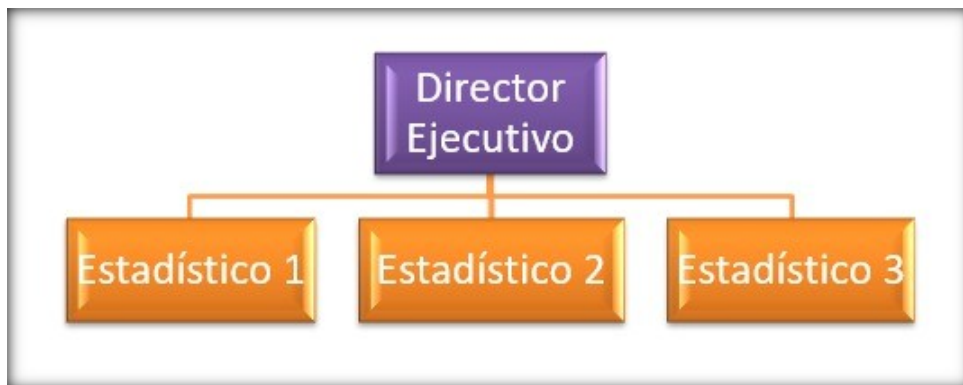 Director
Ejecutivo
Estadístico 1
Estadístico 2
Estadístico 3